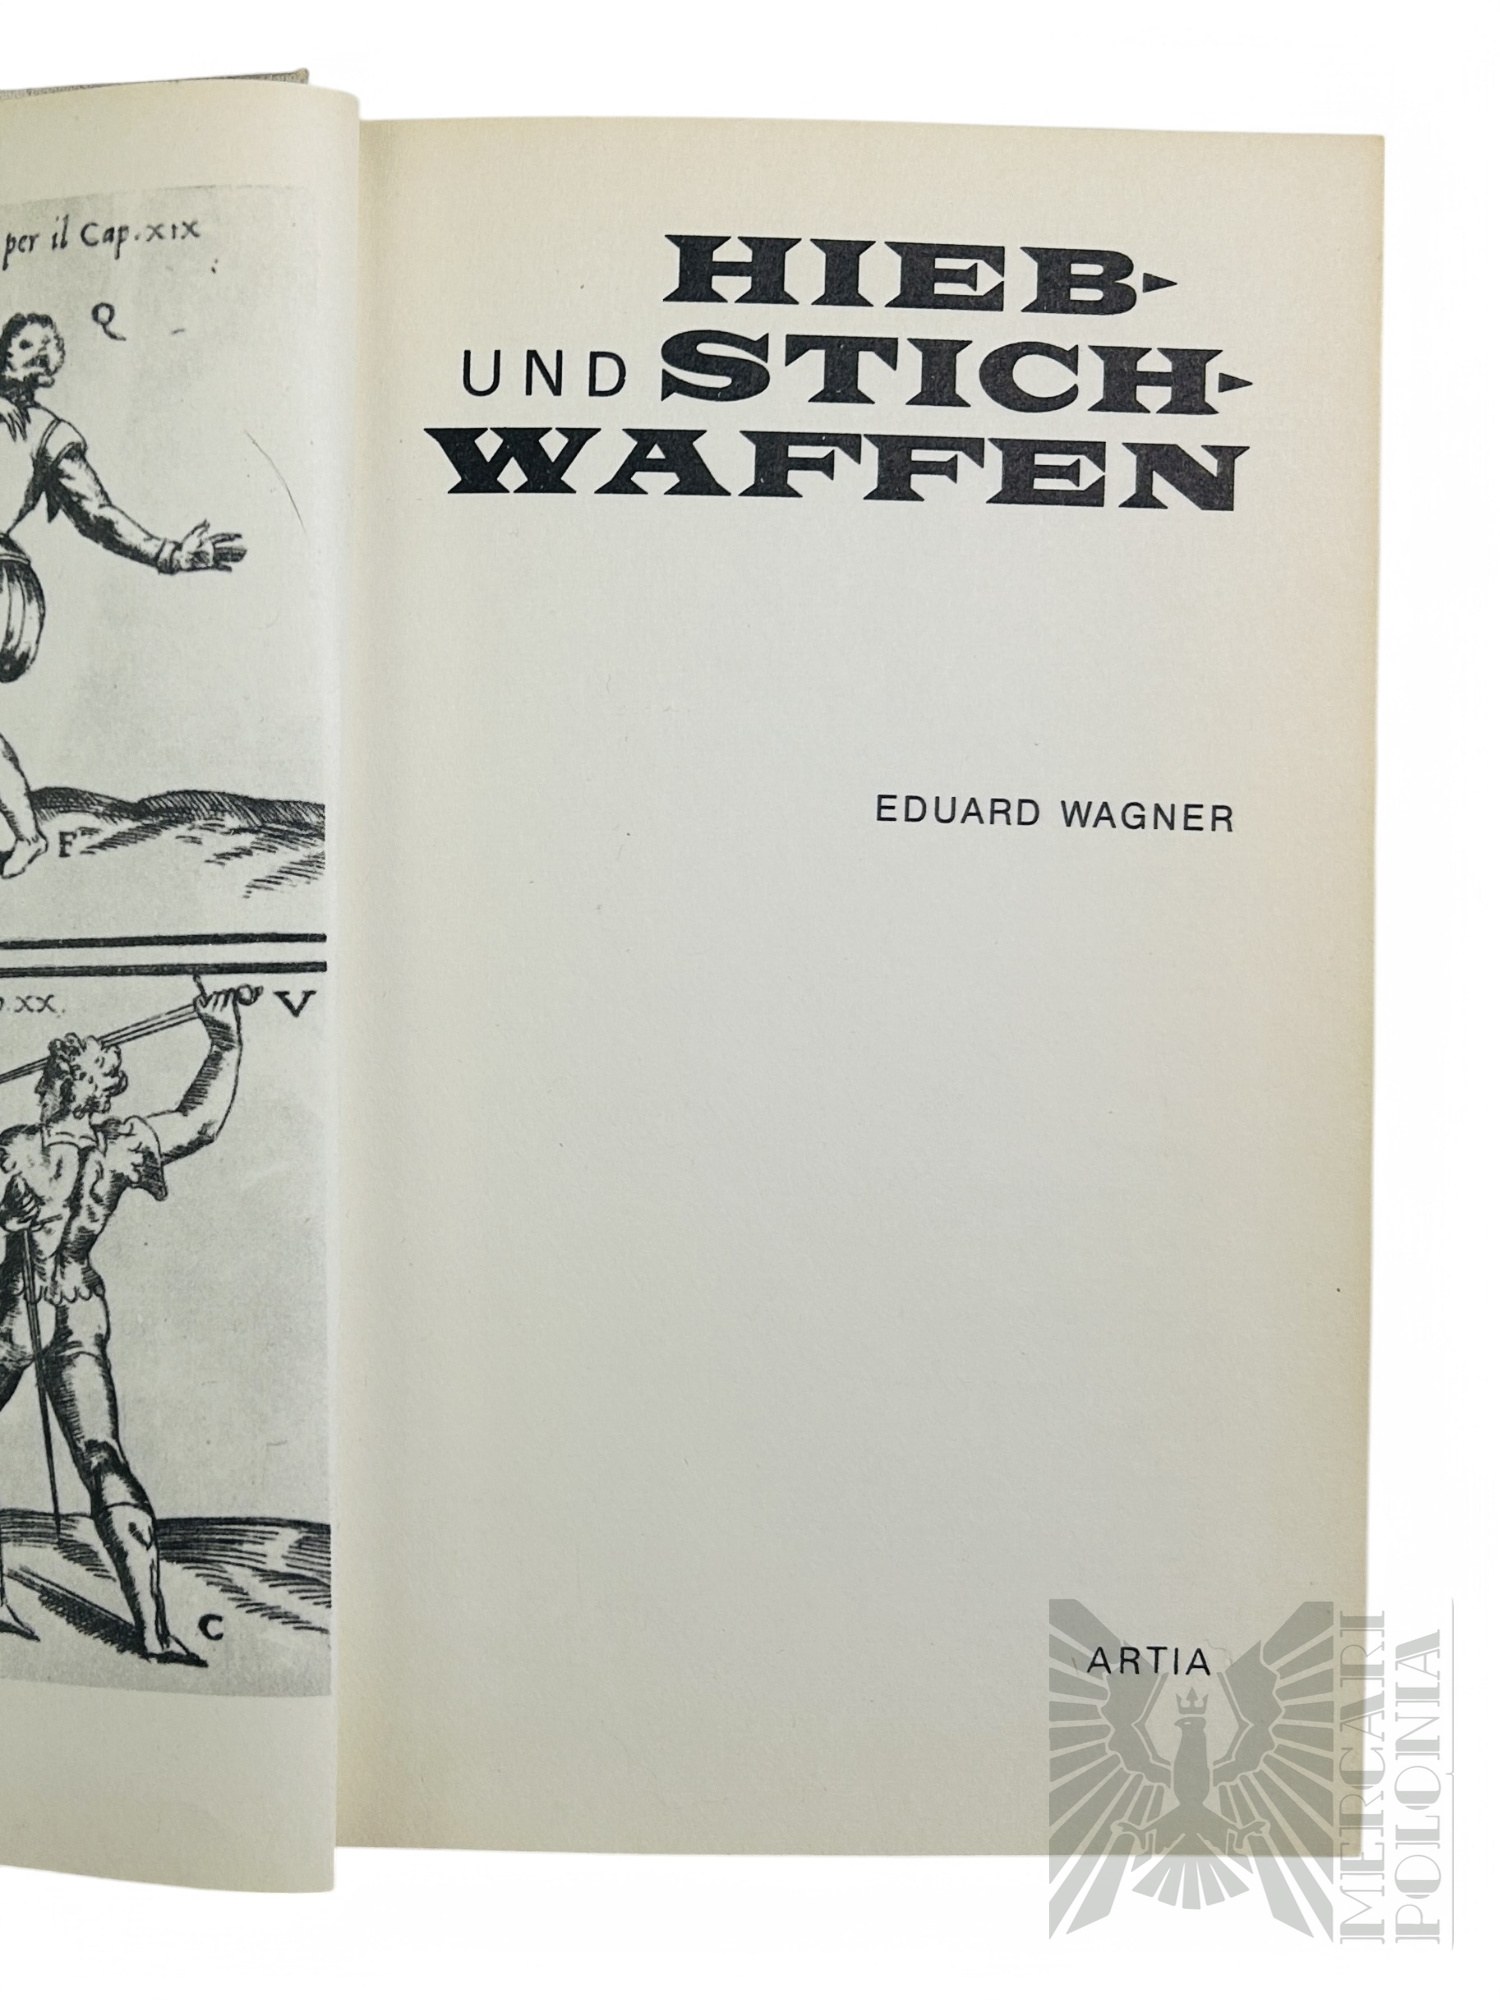 per il Cap.XIX
Q
F
.XX.
V
C
HIEB-
UND STICH-
WAFFEN
EDUARD WAGNER
ARTIA
MERCARI
POLONIA